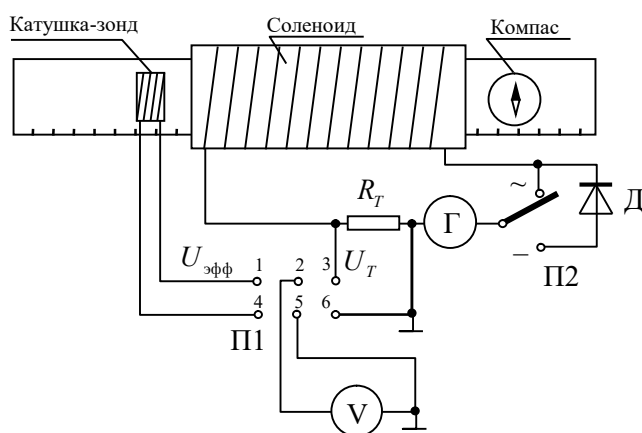 Катушка-зонд
Соленоид
Компас
R_T
~
Г
Д
U_эфф
1
2
3
U_T
–
П2
4
5
6
П1
V